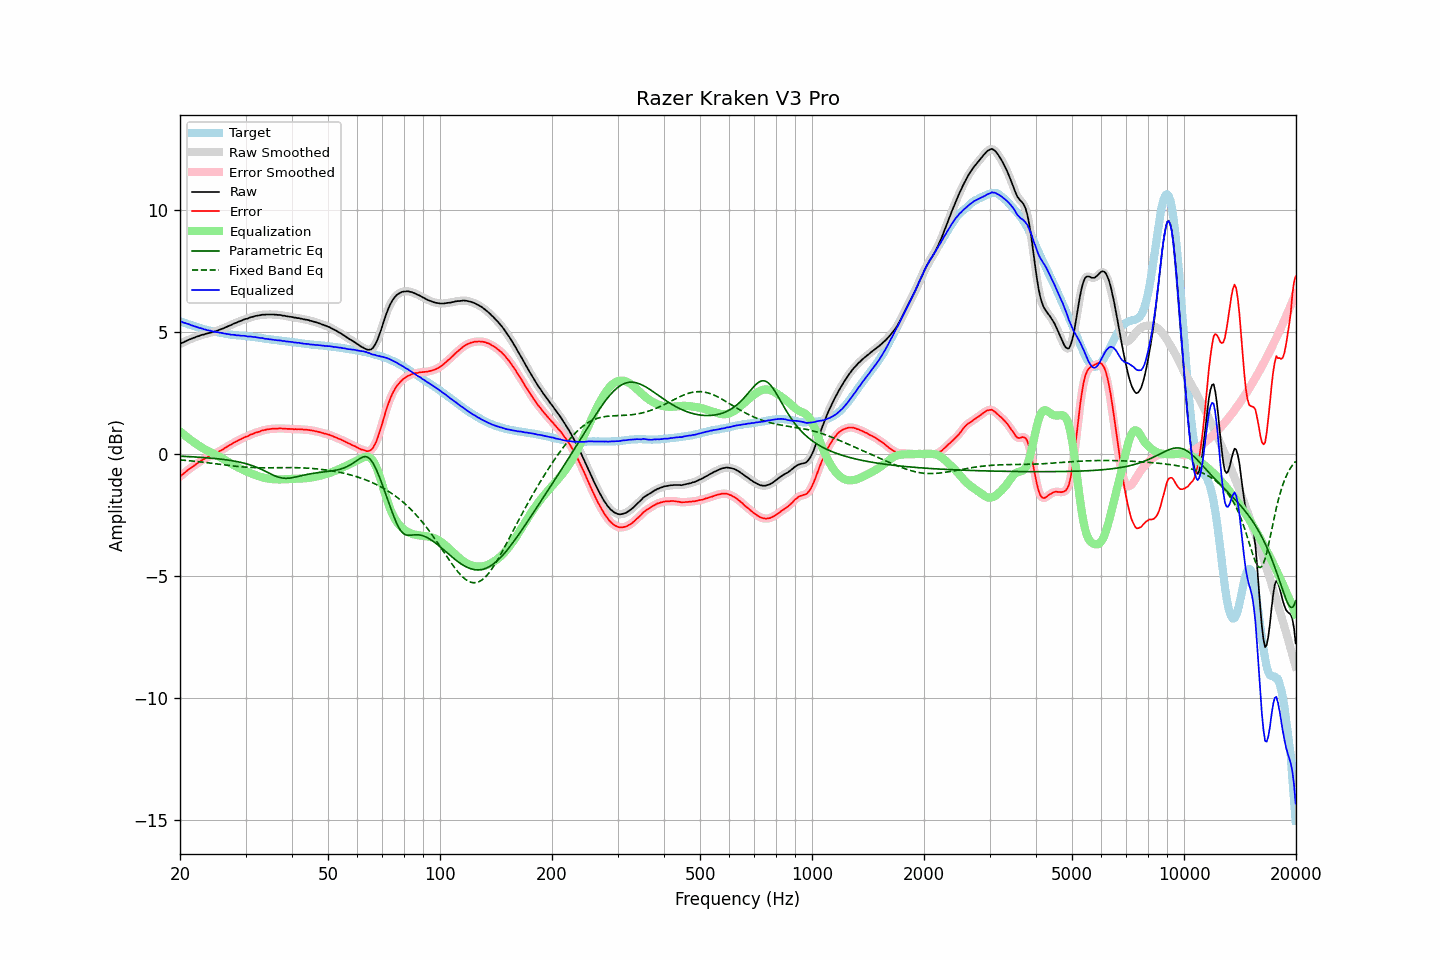 Razer Kraken V3 Pro
Target
Raw Smoothed
Error Smoothed
Raw
Error
Equalization
Parametric Eq
Fixed Band Eq
Equalized
Amplitude (dBr)
10
5
0
−5
−10
−15
20 50 100 200 500 1000 2000 5000 10000 20000
Frequency (Hz)